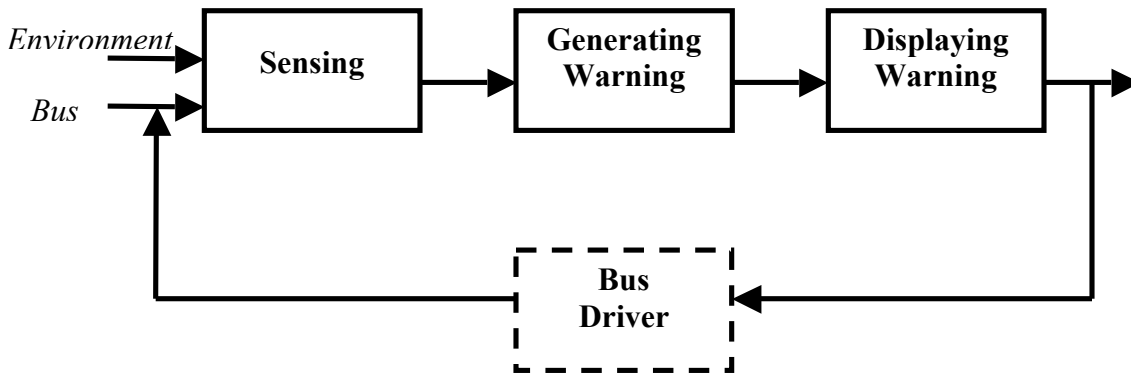 Environment
Bus
Sensing
Generating
Warning
Displaying
Warning
Bus
Driver